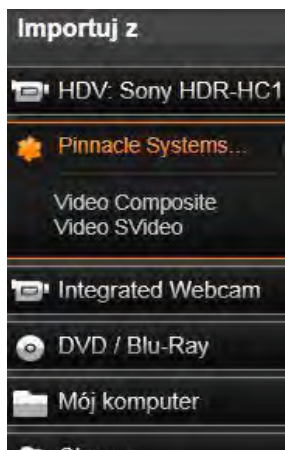 Importuj z
HDV: Sony HDR-HC1
Pinnacle Systems...
Video Composite
Video SVideo
Integrated Webcam
DVD / Blu-Ray
Mój komputer